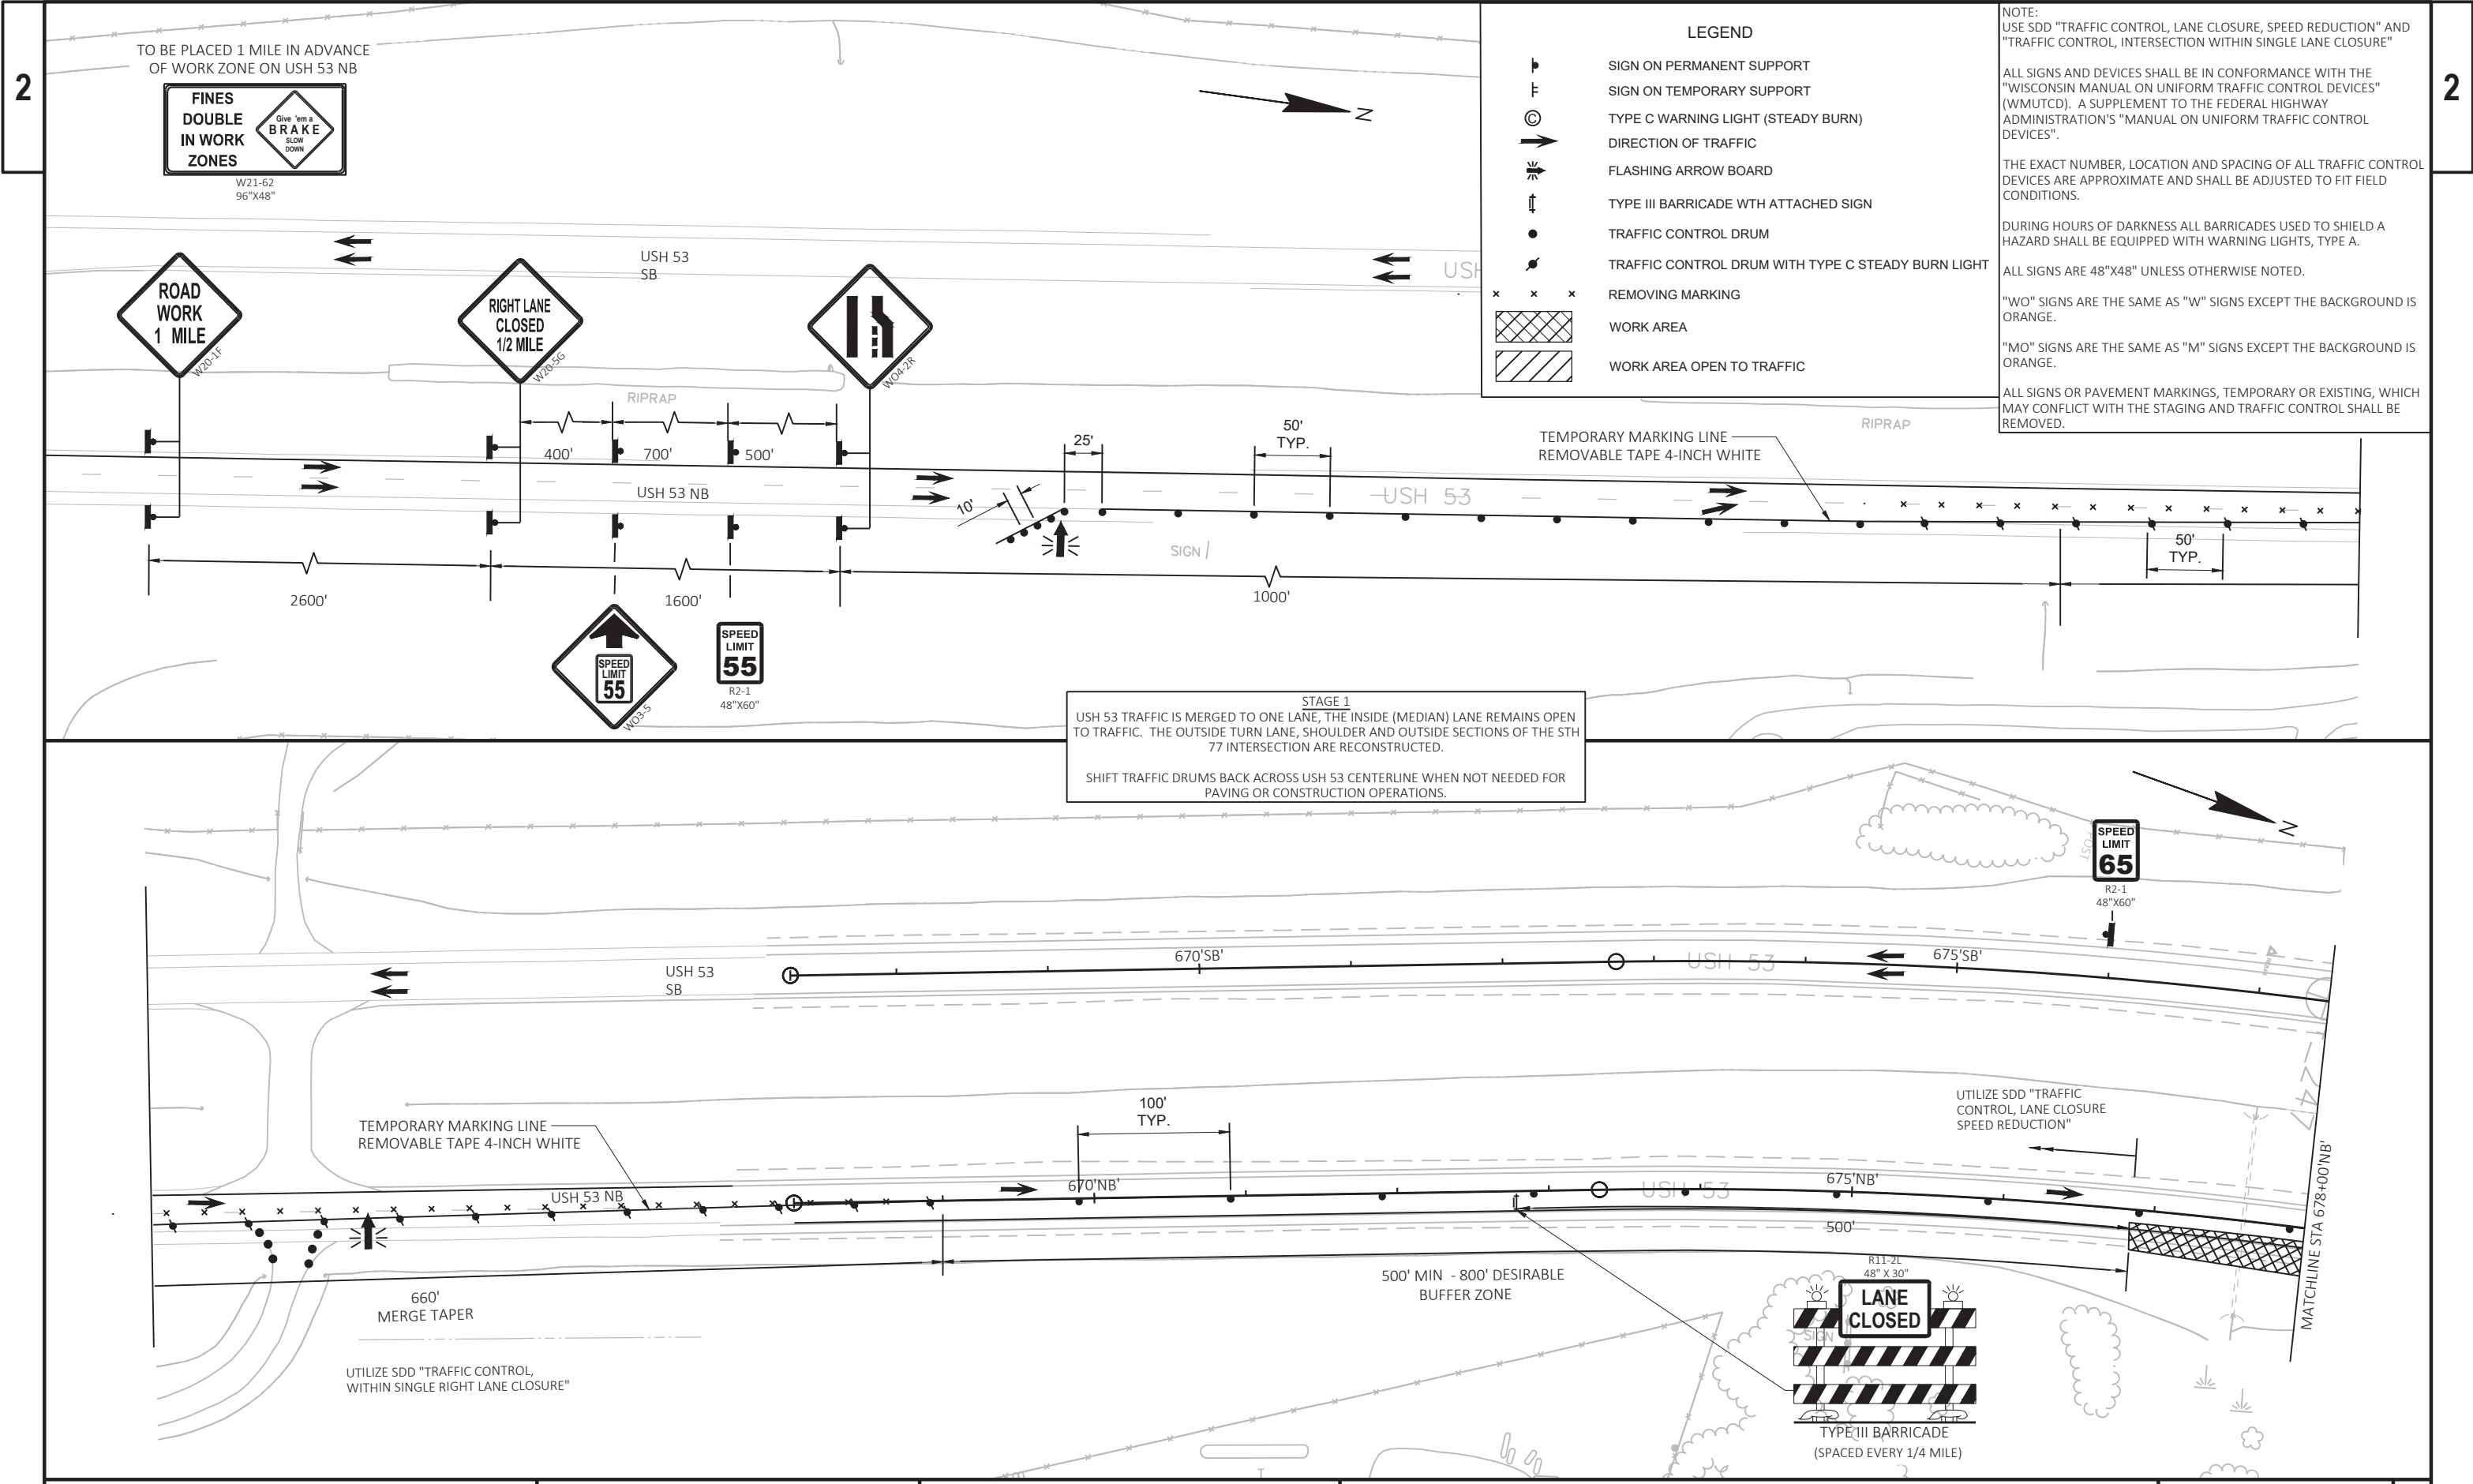 2
TO BE PLACED 1 MILE IN ADVANCE
OF WORK ZONE ON USH 53 NB
FINES
DOUBLE
IN WORK
ZONES
Give 'em a
BRAKE
SLOW
DOWN
W21-62
96"X48"
N
LEGEND
SIGN ON PERMANENT SUPPORT
SIGN ON TEMPORARY SUPPORT
C
TYPE C WARNING LIGHT (STEADY BURN)
DIRECTION OF TRAFFIC
FLASHING ARROW BOARD
TYPE III BARRICADE WTH ATTACHED SIGN
TRAFFIC CONTROL DRUM
TRAFFIC CONTROL DRUM WITH TYPE C STEADY BURN LIGHT
REMOVING MARKING
WORK AREA
WORK AREA OPEN TO TRAFFIC
NOTE:
USE SDD "TRAFFIC CONTROL, LANE CLOSURE, SPEED REDUCTION" AND
"TRAFFIC CONTROL, INTERSECTION WITHIN SINGLE LANE CLOSURE"
ALL SIGNS AND DEVICES SHALL BE IN CONFORMANCE WITH THE
"WISCONSIN MANUAL ON UNIFORM TRAFFIC CONTROL DEVICES"
(WMUTCD). A SUPPLEMENT TO THE FEDERAL HIGHWAY
ADMINISTRATION'S "MANUAL ON UNIFORM TRAFFIC CONTROL
DEVICES".
THE EXACT NUMBER, LOCATION AND SPACING OF ALL TRAFFIC CONTROL
DEVICES ARE APPROXIMATE AND SHALL BE ADJUSTED TO FIT FIELD
CONDITIONS.
DURING HOURS OF DARKNESS ALL BARRICADES USED TO SHIELD A
HAZARD SHALL BE EQUIPPED WITH WARNING LIGHTS, TYPE A.
ALL SIGNS ARE 48"X48" UNLESS OTHERWISE NOTED.
"WO" SIGNS ARE THE SAME AS "W" SIGNS EXCEPT THE BACKGROUND IS
ORANGE.
"MO" SIGNS ARE THE SAME AS "M" SIGNS EXCEPT THE BACKGROUND IS
ORANGE.
ALL SIGNS OR PAVEMENT MARKINGS, TEMPORARY OR EXISTING, WHICH
MAY CONFLICT WITH THE STAGING AND TRAFFIC CONTROL SHALL BE
REMOVED.
2
USH 53
SB
USH
ROAD
WORK
1 MILE
W20-1F
RIGHT LANE
CLOSED
1/2 MILE
W20-5G
WO4-2R
RIPRAP
400'
700'
500'
USH 53 NB
10'
25'
50'
TYP.
USH 53
SIGN
TEMPORARY MARKING LINE
REMOVABLE TAPE 4-INCH WHITE
RIPRAP
50'
TYP.
2600'
1600'
1000'
SPEED
LIMIT
55
WO3-5
SPEED
LIMIT
55
R2-1
48"X60"
STAGE 1
USH 53 TRAFFIC IS MERGED TO ONE LANE, THE INSIDE (MEDIAN) LANE REMAINS OPEN
TO TRAFFIC. THE OUTSIDE TURN LANE, SHOULDER AND OUTSIDE SECTIONS OF THE STH
77 INTERSECTION ARE RECONSTRUCTED.
SHIFT TRAFFIC DRUMS BACK ACROSS USH 53 CENTERLINE WHEN NOT NEEDED FOR
PAVING OR CONSTRUCTION OPERATIONS.
N
SPEED
LIMIT
65
R2-1
48"X60"
USH 53
SB
670'SB'
USH 53
675'SB'
TEMPORARY MARKING LINE
REMOVABLE TAPE 4-INCH WHITE
100'
TYP.
UTILIZE SDD "TRAFFIC
CONTROL, LANE CLOSURE
SPEED REDUCTION"
USH 53 NB
670'NB'
USH 53
675'NB'
500'
MATCHLINE STA 678+00'NB'
660'
MERGE TAPER
500' MIN - 800' DESIRABLE
BUFFER ZONE
UTILIZE SDD "TRAFFIC CONTROL,
WITHIN SINGLE RIGHT LANE CLOSURE"
R11-2L
48" X 30"
LANE
CLOSED
SIGN
TYPE III BARRICADE
(SPACED EVERY 1/4 MILE)